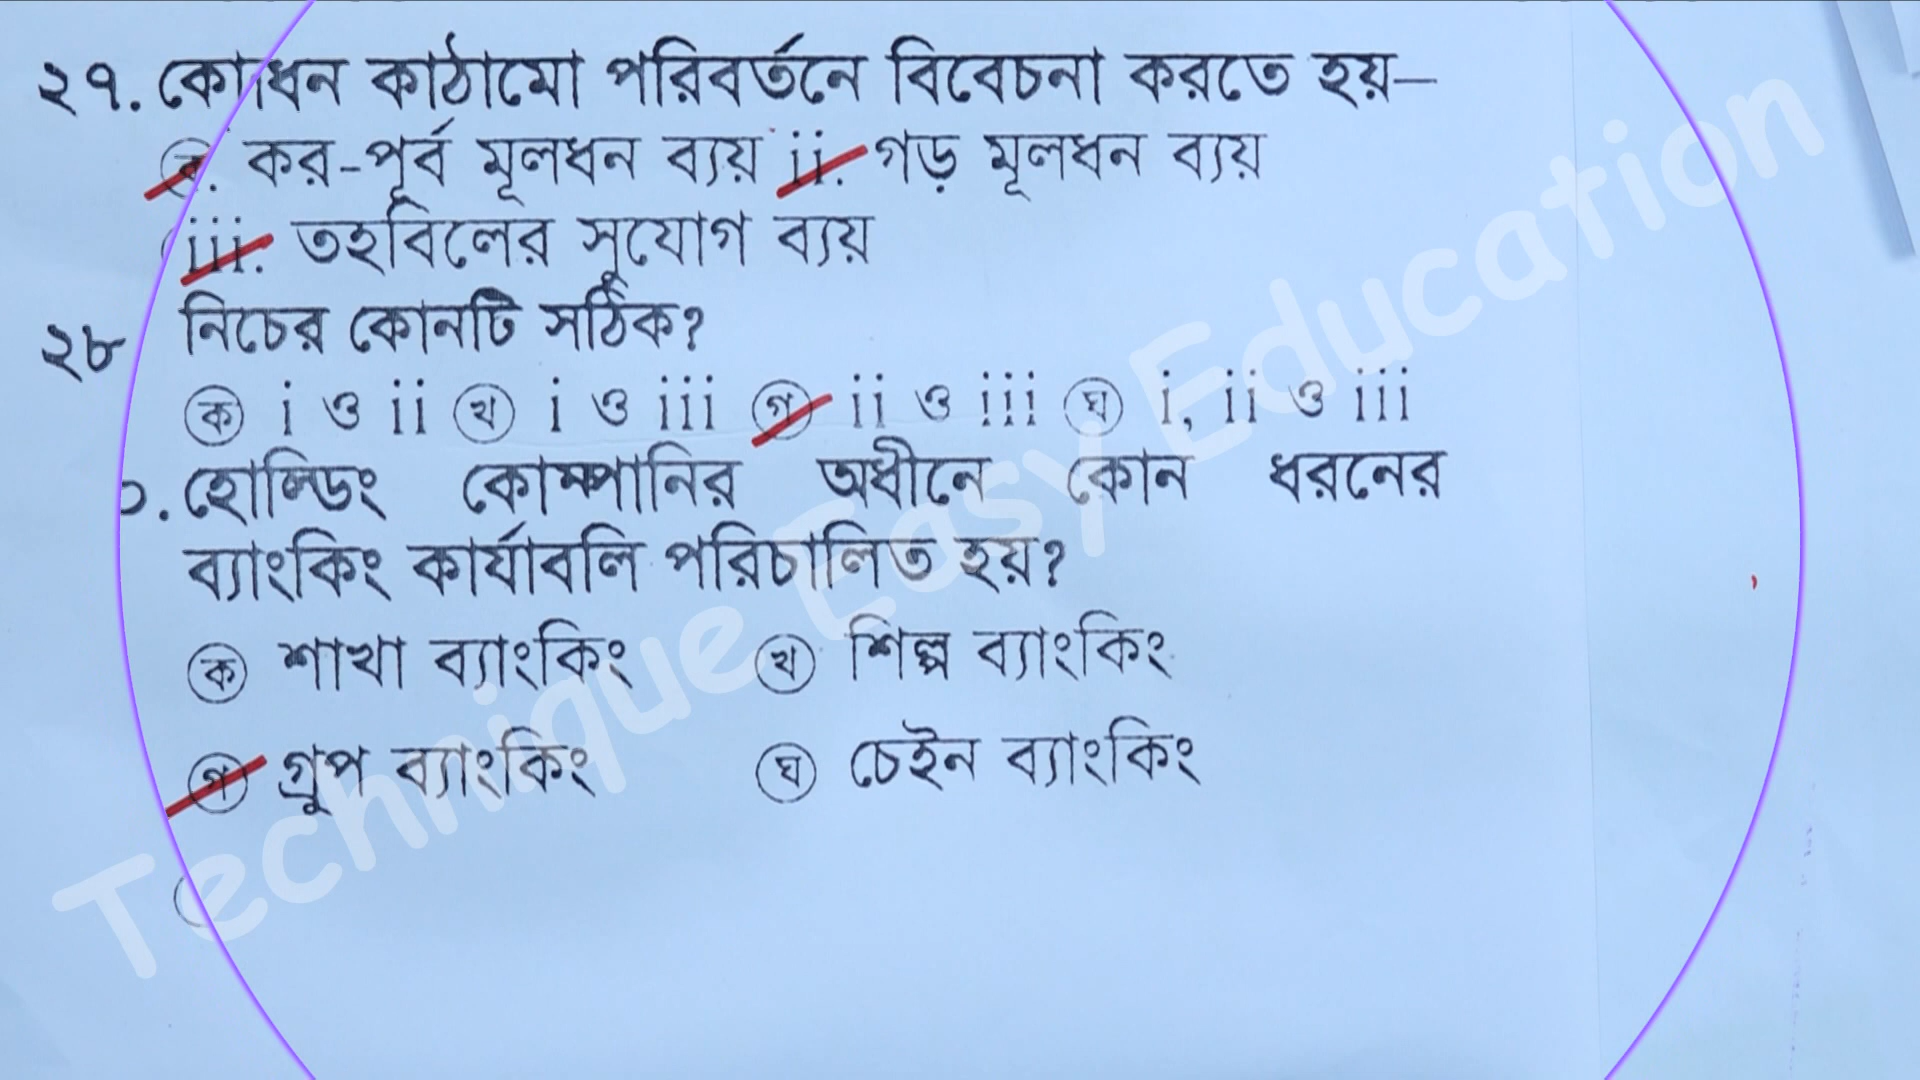 ২৭. কোধন কাঠামো পরিবর্তনে বিবেচনা করতে হয়–
কর-পূর্ব মূলধন ব্যয় ii. গড় মূলধন ব্যয়
iii. তহবিলের সুযোগ ব্যয়
২৮ নিচের কোনটি সঠিক?
ক i ও ii খ i ও iii গ ii ও iii ঘ i, ii ও iii
০. হোল্ডিং কোম্পানির অধীনে কোন ধরনের
ব্যাংকিং কার্যাবলি পরিচালিত হয়?
ক শাখা ব্যাংকিং খ শিল্প ব্যাংকিং
গ গ্রুপ ব্যাংকিং ঘ চেইন ব্যাংকিং
Technique Easy Education